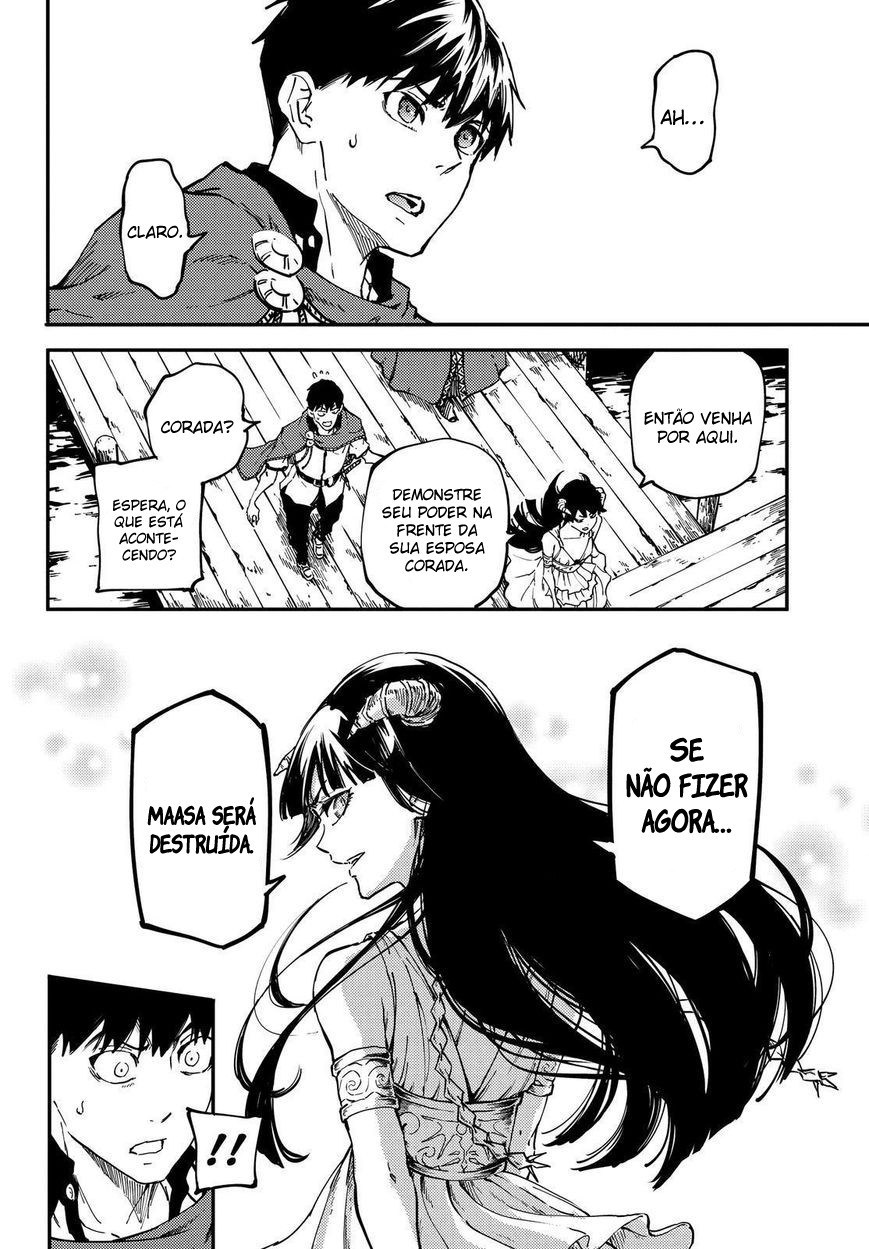 AH...
CLARO.
ENTÃO VENHA
POR AQUI.
DEMONSTRE
SEU PODER NA
FRENTE DA
SUA ESPOSA
CORADA.
CORADA?
ESPERA, O
QUE ESTÁ
ACONTE-
CENDO?
SE
NÃO FIZER
AGORA...
MAASA SERÁ
DESTRUÍDA.
!!